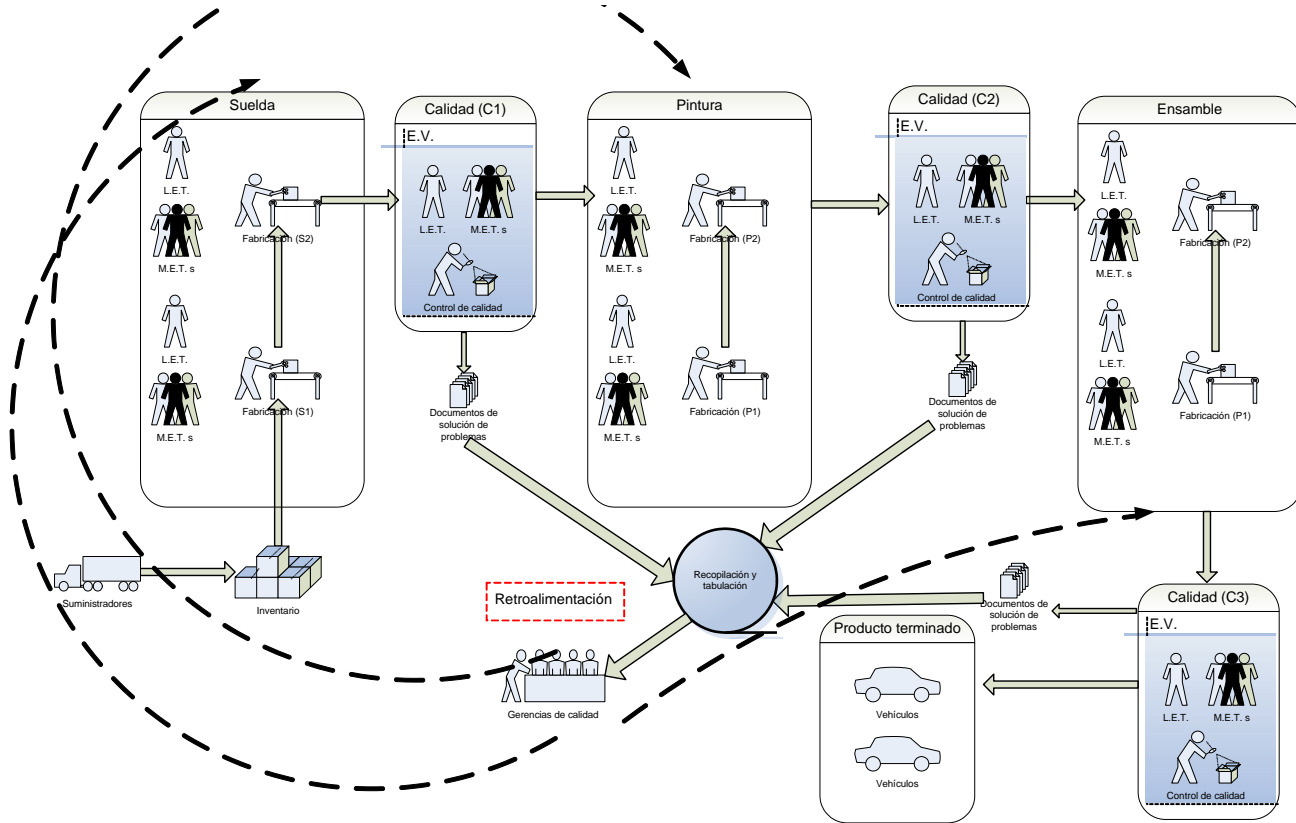 Suelda
L.E.T.
M.E.T. s
Fabricación (S2)
L.E.T.
M.E.T. s
Fabricación (S1)
Calidad (C1)
E.V.
L.E.T.
M.E.T. s
Control de calidad
Documentos de
solución de
problemas
Pintura
L.E.T.
M.E.T. s
Fabricación (P2)
L.E.T.
M.E.T. s
Fabricación (P1)
Calidad (C2)
E.V.
L.E.T.
M.E.T. s
Control de calidad
Documentos de
solución de
problemas
Ensamble
L.E.T.
M.E.T. s
Fabricación (P2)
L.E.T.
M.E.T. s
Fabricación (P1)
Suministradores
Inventario
Retroalimentación
Recopilación y
tabulación
Gerencias de calidad
Documentos de
solución de
problemas
Producto terminado
Vehículos
Vehículos
Calidad (C3)
E.V.
L.E.T.
M.E.T. s
Control de calidad